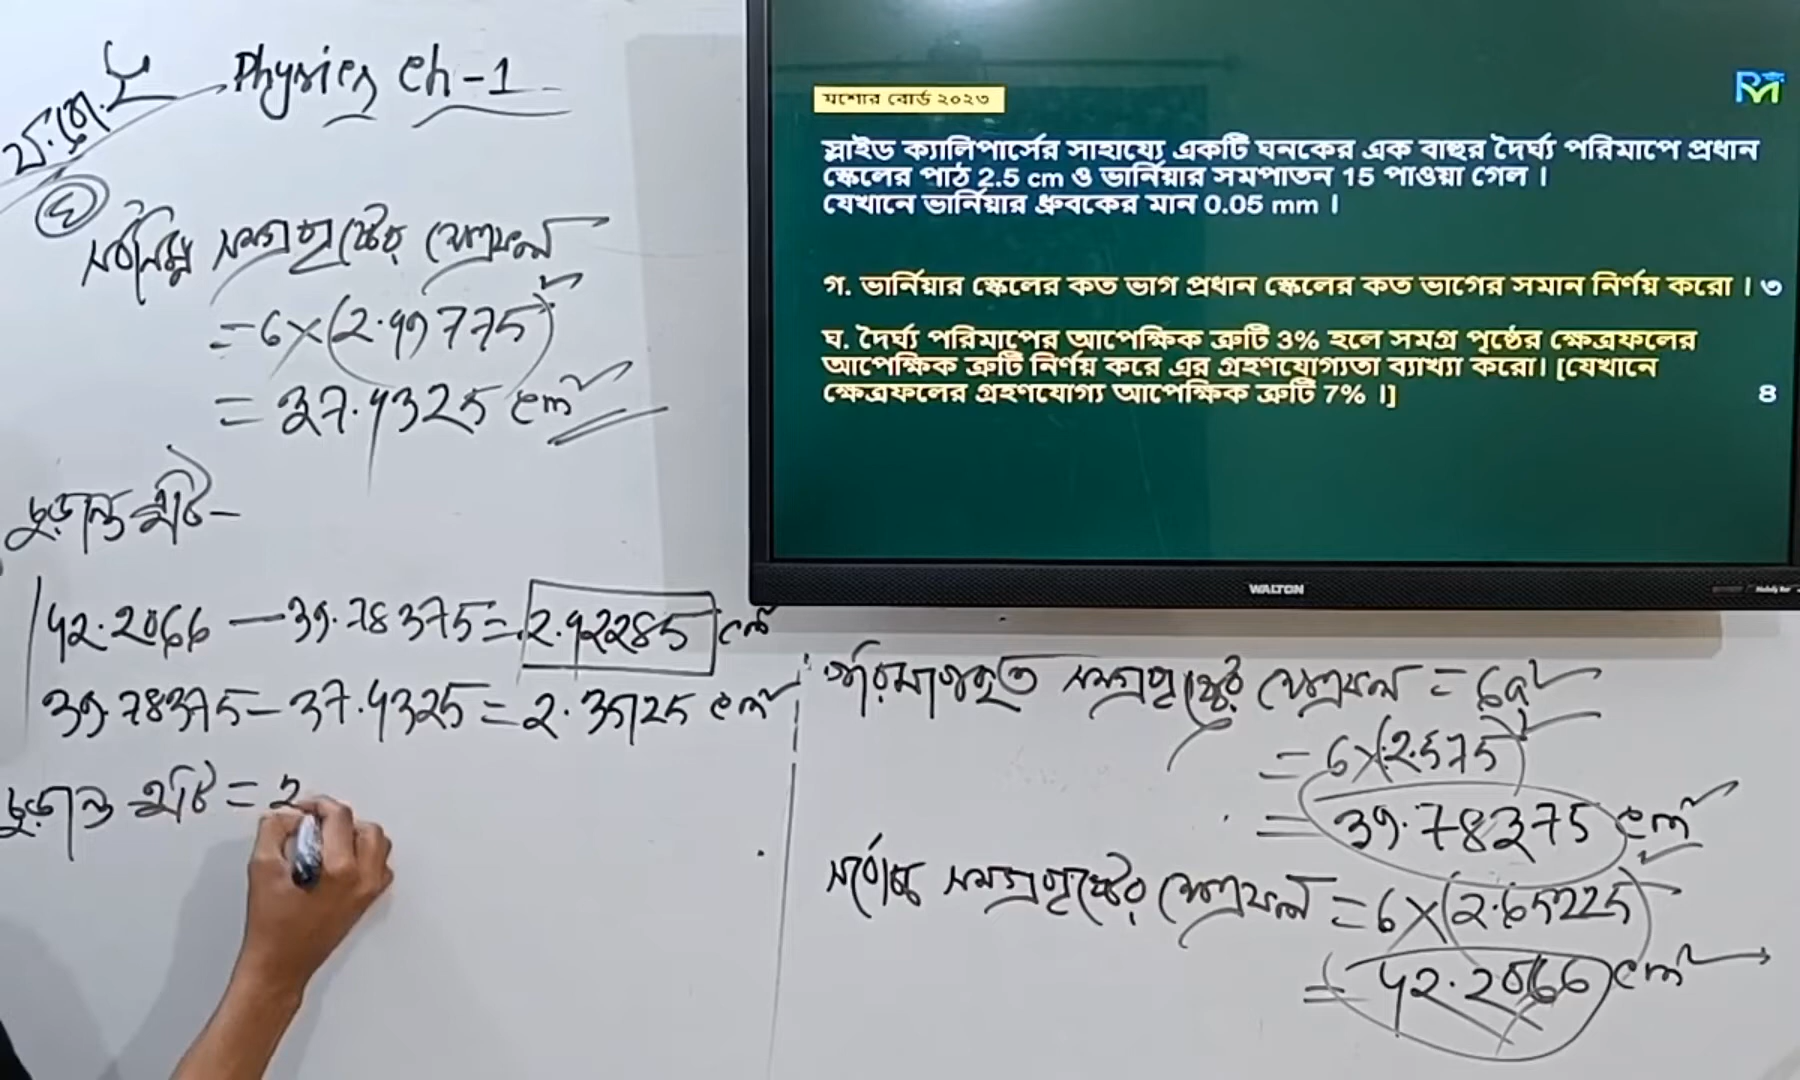 য. বো. ২৩ Physics Ch-1
ঘ
সর্বনিম্ন সমগ্রপৃষ্ঠের ক্ষেত্রফল
= 6×(2.49775)²
= 37.4325 cm²
চূড়ান্ত ত্রুটি -
42.2066 — 39.78375 = 2.42285 cm²
39.78375 – 37.4325 = 2.35125 cm²
চূড়ান্ত ত্রুটি = 2
যশোর বোর্ড ২০২৩
RM
স্লাইড ক্যালিপার্সের সাহায্যে একটি ঘনকের এক বাহুর দৈর্ঘ্য পরিমাপে প্রধান
স্কেলের পাঠ 2.5 cm ও ভার্নিয়ার সমপাতন 15 পাওয়া গেল।
যেখানে ভার্নিয়ার ধ্রুবকের মান 0.05 mm।
গ. ভার্নিয়ার স্কেলের কত ভাগ প্রধান স্কেলের কত ভাগের সমান নির্ণয় করো। ৩
ঘ. দৈর্ঘ্য পরিমাপের আপেক্ষিক ত্রুটি 3% হলে সমগ্র পৃষ্ঠের ক্ষেত্রফলের
আপেক্ষিক ত্রুটি নির্ণয় করে এর গ্রহণযোগ্যতা ব্যাখ্যা করো। [যেখানে
ক্ষেত্রফলের গ্রহণযোগ্য আপেক্ষিক ত্রুটি 7%।] 8
WALTON
পরিমাপকৃত সমগ্রপৃষ্ঠের ক্ষেত্রফল = 6a²
= 6×(2.575)²
= 39.78375 cm²
সর্বোচ্চ সমগ্রপৃষ্ঠের ক্ষেত্রফল = 6×(2.65225)²
= 42.2066 cm²